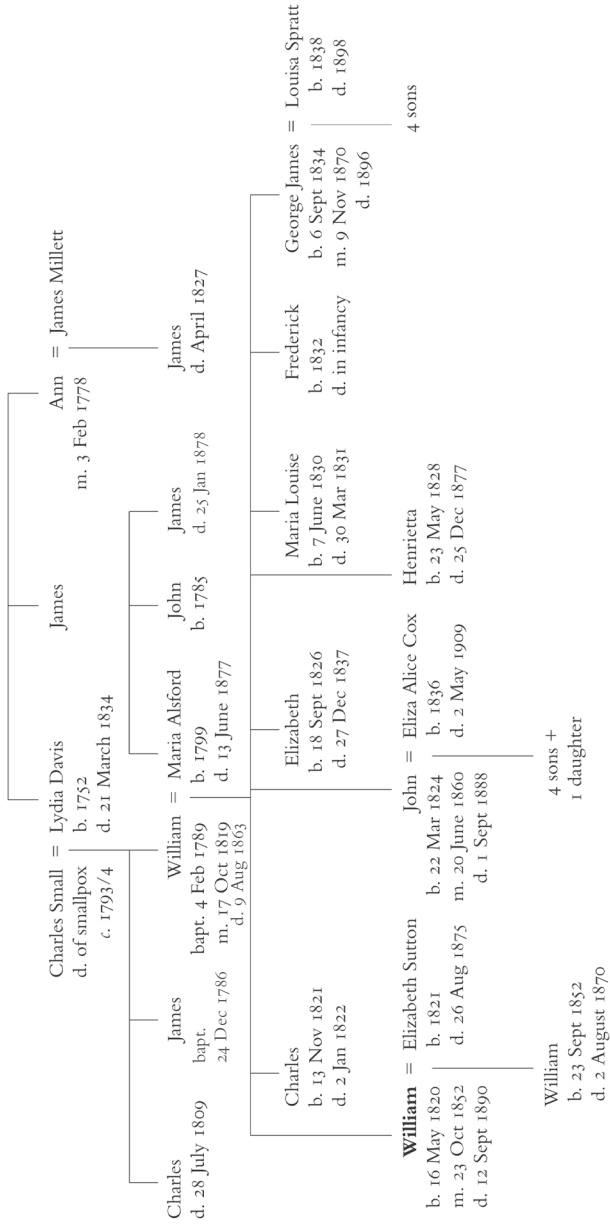 Charles Small = Lydia Davis
d. of smallpox
c. 1793/4
b. 1752
d. 21 March 1834
James
Ann = James Millett
m. 3 Feb 1778
Charles
d. 28 July 1809
James
bapt.
24 Dec 1786
William = Maria Alsford
bapt. 4 Feb 1789
m. 17 Oct 1819
d. 9 Aug 1863
b. 1799
d. 13 June 1877
John
b. 1785
James
d. 25 Jan 1878
James
d. April 1827
Charles
b. 13 Nov 1821
d. 2 Jan 1822
Elizabeth
b. 18 Sept 1826
d. 27 Dec 1837
Maria Louise
b. 7 June 1830
d. 30 Mar 1831
Frederick
b. 1832
d. in infancy
George James = Louisa Spratt
b. 6 Sept 1834
m. 9 Nov 1870
d. 1896
b. 1838
d. 1898
4 sons
William = Elizabeth Sutton
b. 16 May 1820
m. 23 Oct 1852
d. 12 Sept 1890
b. 1821
d. 26 Aug 1875
John = Eliza Alice Cox
b. 22 Mar 1824
m. 20 June 1860
d. 1 Sept 1888
b. 1836
d. 2 May 1909
Henrietta
b. 23 May 1828
d. 25 Dec 1877
William
b. 23 Sept 1852
d. 2 August 1870
4 sons +
1 daughter